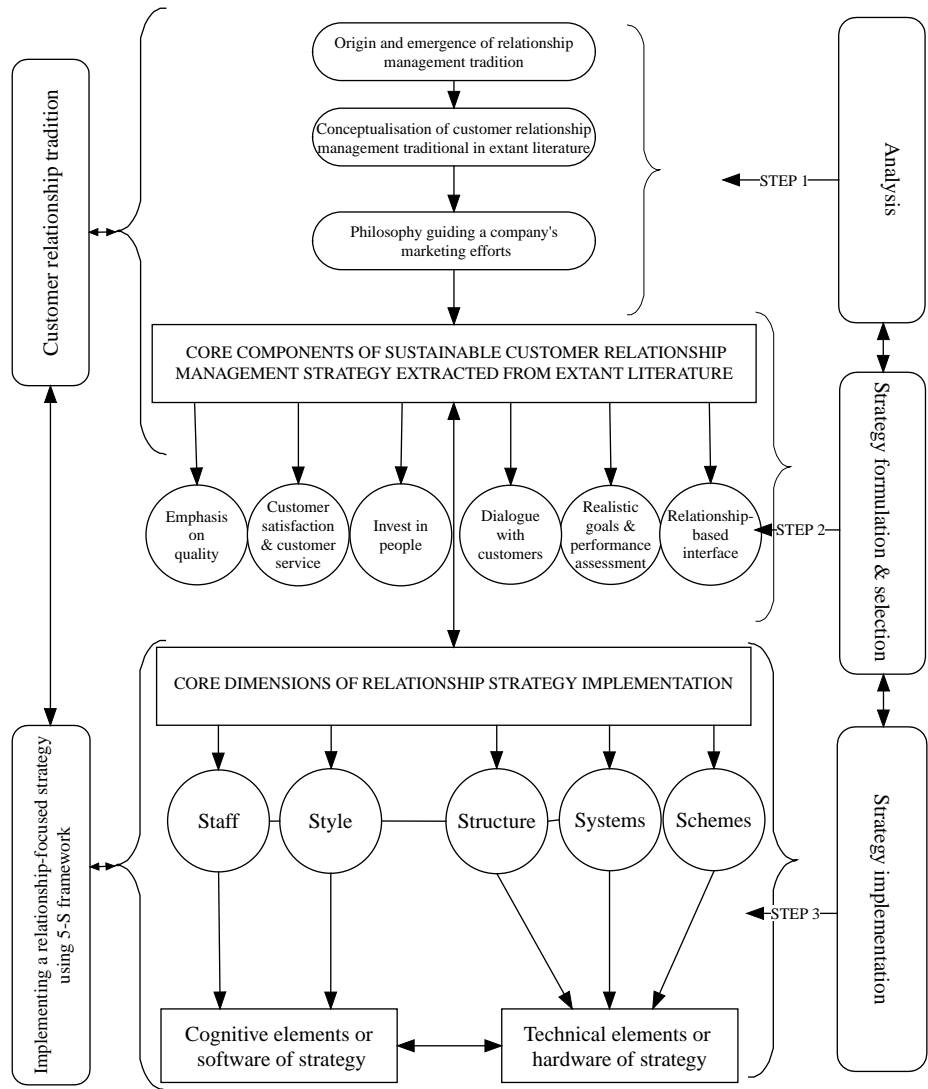 Customer relationship tradition
Origin and emergence of relationship
management tradition
Conceptualisation of customer relationship
management traditional in extant literature
Philosophy guiding a company's
marketing efforts
STEP 1
Analysis
CORE COMPONENTS OF SUSTAINABLE CUSTOMER RELATIONSHIP
MANAGEMENT STRATEGY EXTRACTED FROM EXTANT LITERATURE
Emphasis
on
quality
Customer
satisfaction
& customer
service
Invest in
people
Dialogue
with
customers
Realistic
goals &
performance
assessment
Relationship-
based
interface
STEP 2
Strategy formulation & selection
Implementing a relationship-focused strategy
using 5-S framework
CORE DIMENSIONS OF RELATIONSHIP STRATEGY IMPLEMENTATION
Staff
Style
Structure
Systems
Schemes
STEP 3
Strategy implementation
Cognitive elements or
software of strategy
Technical elements or
hardware of strategy